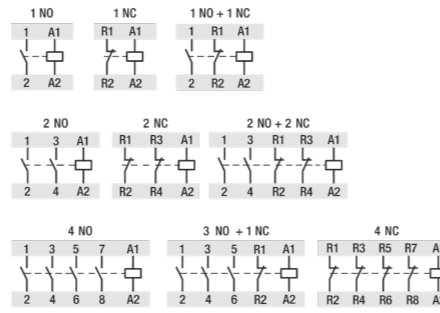 1 NO 1 NC 1 NO + 1 NC
1 A1 R1 A1 1 R1 A1
2 A2 R2 A2 2 R2 A2
2 NO 2 NC 2 NO + 2 NC
1 3 A1 R1 R3 A1 1 3 R1 R3 A1
2 4 A2 R2 R4 A2 2 4 R2 R4 A2
4 NO 3 NO + 1 NC 4 NC
1 3 5 7 A1 1 3 5 R1 A1 R1 R3 R5 R7
2 4 6 8 A2 2 4 6 R2 A2 R2 R4 R6 R8